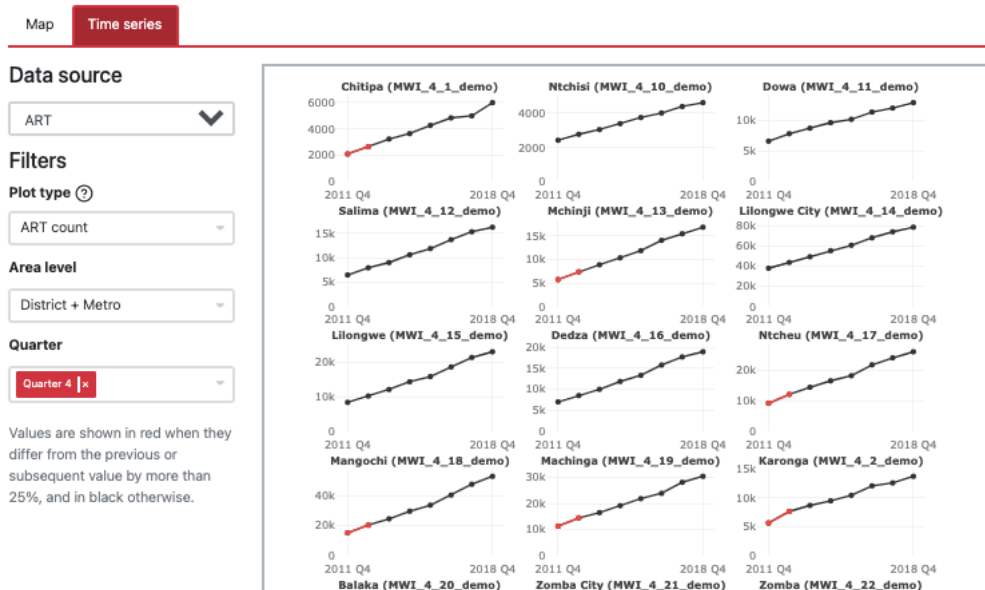 Map
Time series
Data source
ART
Filters
Plot type ?
ART count
Area level
District + Metro
Quarter
Quarter 4 | ×
Values are shown in red when they
differ from the previous or
subsequent value by more than
25%, and in black otherwise.
Chitipa (MWI_4_1_demo)
6000
4000
2000
0
2011 Q4
2018 Q4
Ntchisi (MWI_4_10_demo)
4000
2000
0
2011 Q4
2018 Q4
Dowa (MWI_4_11_demo)
10k
5k
0
2011 Q4
2018 Q4
Salima (MWI_4_12_demo)
15k
10k
5k
0
2011 Q4
2018 Q4
Mchinji (MWI_4_13_demo)
15k
10k
5k
0
2011 Q4
2018 Q4
Lilongwe City (MWI_4_14_demo)
80k
60k
40k
20k
0
2011 Q4
2018 Q4
Lilongwe (MWI_4_15_demo)
20k
10k
0
2011 Q4
2018 Q4
Dedza (MWI_4_16_demo)
20k
15k
10k
5k
0
2011 Q4
2018 Q4
Ntcheu (MWI_4_17_demo)
20k
10k
0
2011 Q4
2018 Q4
Mangochi (MWI_4_18_demo)
40k
20k
0
2011 Q4
2018 Q4
Machinga (MWI_4_19_demo)
30k
20k
10k
0
2011 Q4
2018 Q4
Karonga (MWI_4_2_demo)
15k
10k
5k
0
2011 Q4
2018 Q4
Balaka (MWI_4_20_demo)
Zomba City (MWI_4_21_demo)
Zomba (MWI_4_22_demo)